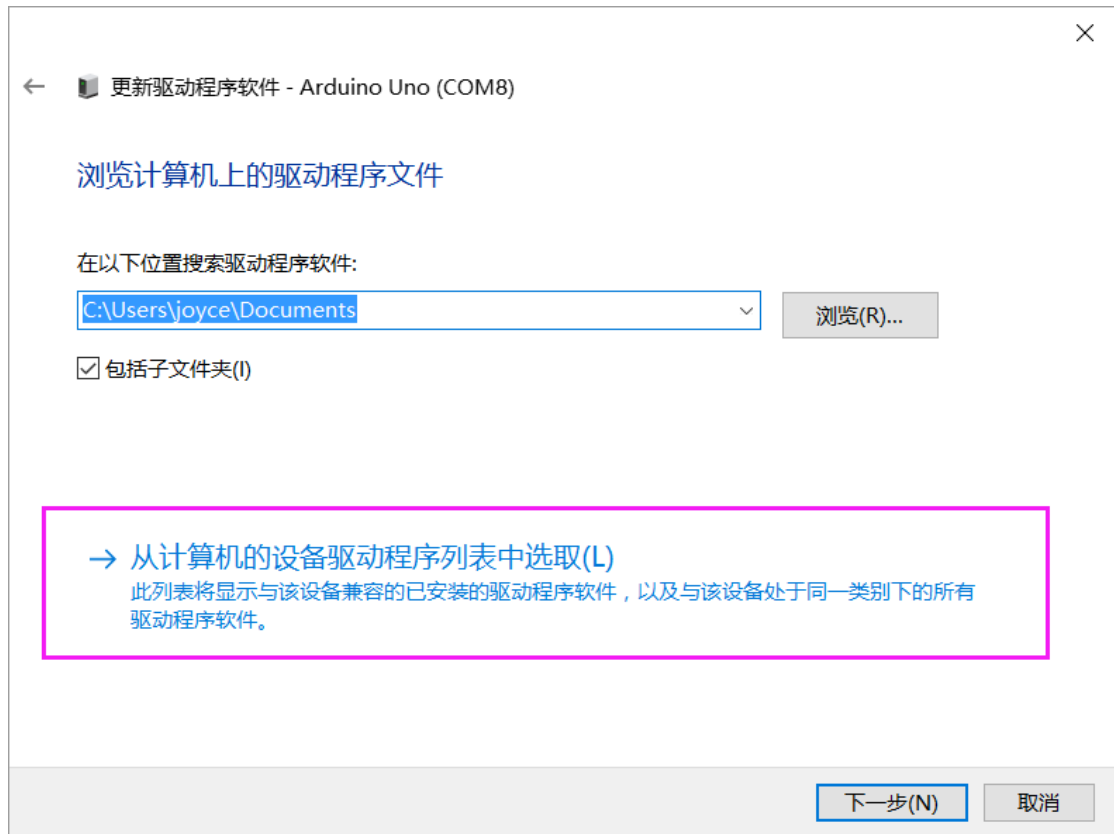 更新驱动程序软件 - Arduino Uno (COM8)
浏览计算机上的驱动程序文件
在以下位置搜索驱动程序软件:
C:\Users\joyce\Documents
浏览(R)...
包括子文件夹(I)
从计算机的设备驱动程序列表中选取(L)
此列表将显示与该设备兼容的已安装的驱动程序软件，以及与该设备处于同一类别下的所有
驱动程序软件。
下一步(N)
取消